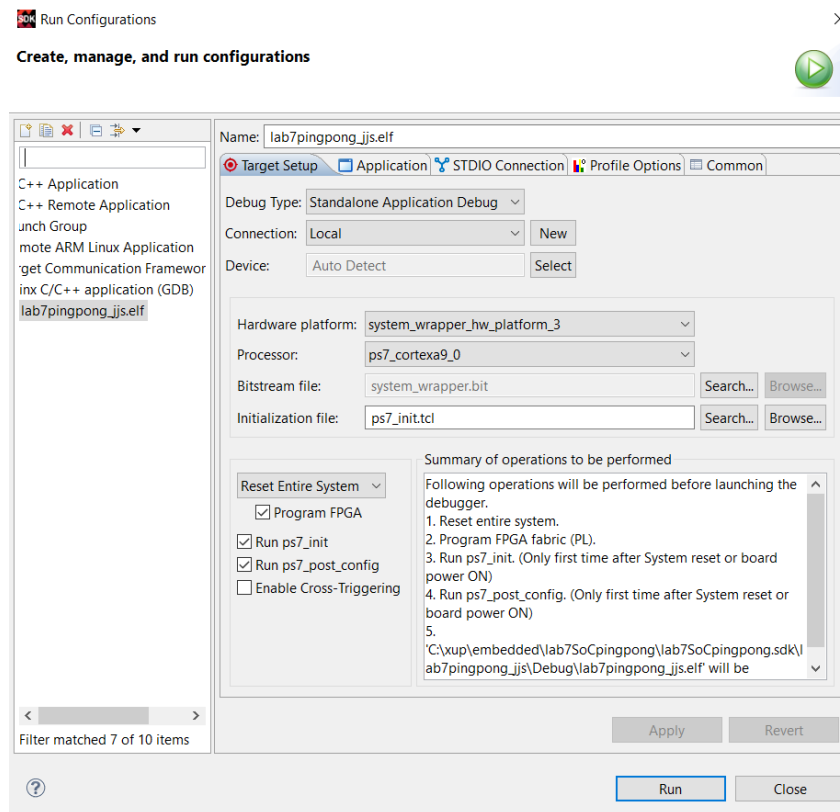 SDK Run Configurations
Create, manage, and run configurations
Name: lab7pingpong_jjs.elf
Target Setup Application STDIO Connection Profile Options Common
C++ Application
C++ Remote Application
unch Group
mote ARM Linux Application
rget Communication Framewor
inx C/C++ application (GDB)
lab7pingpong_jjs.elf
Filter matched 7 of 10 items
Debug Type: Standalone Application Debug
Connection: Local New
Device: Auto Detect Select
Hardware platform: system_wrapper_hw_platform_3
Processor: ps7_cortexa9_0
Bitstream file: system_wrapper.bit Search... Browse...
Initialization file: ps7_init.tcl Search... Browse...
Reset Entire System
Program FPGA
Run ps7_init
Run ps7_post_config
Enable Cross-Triggering
Summary of operations to be performed
Following operations will be performed before launching the
debugger.
1. Reset entire system.
2. Program FPGA fabric (PL).
3. Run ps7_init. (Only first time after System reset or board
power ON)
4. Run ps7_post_config. (Only first time after System reset or
board power ON)
5.
'C:\xup\embedded\lab7SoCpingpong\lab7SoCpingpong.sdk\l
ab7pingpong_jjs\Debug\lab7pingpong_jjs.elf' will be
Apply Revert
? Run Close